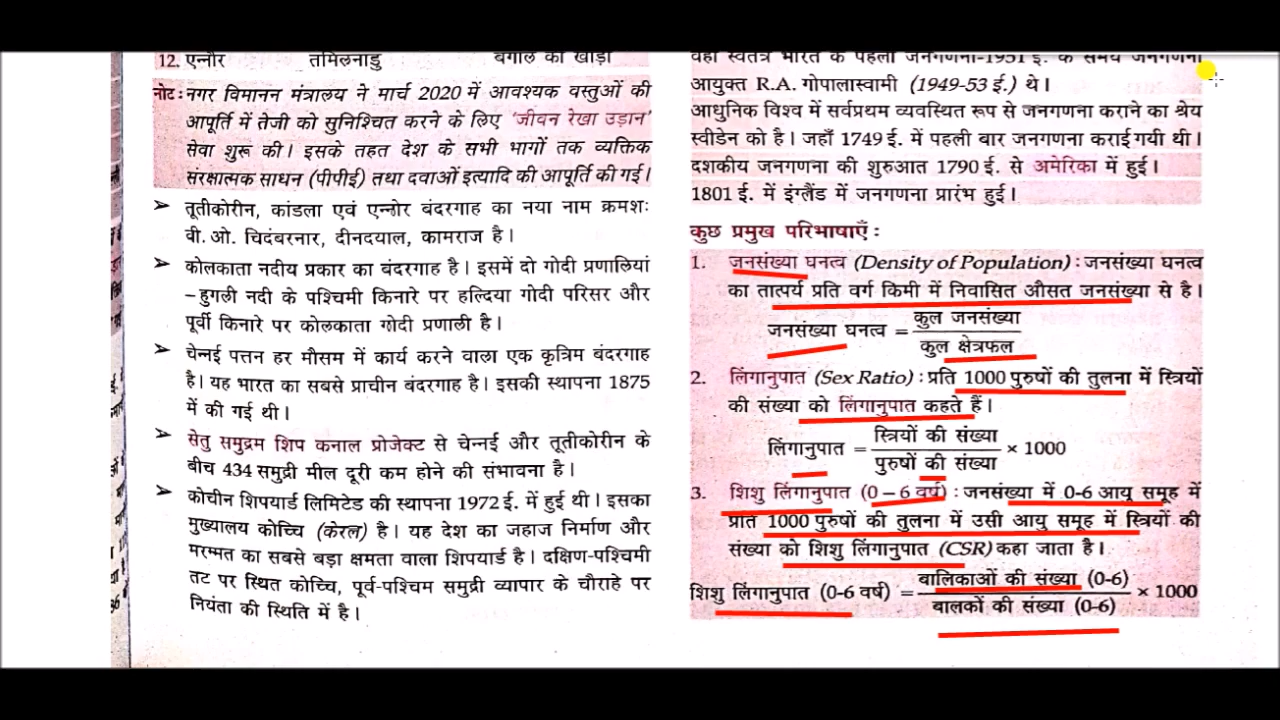 12. एन्नौर तमिलनाडु बंगाल की खाड़ी
नोट: नगर विमानन मंत्रालय ने मार्च 2020 में आवश्यक वस्तुओं की
आपूर्ति में तेजी को सुनिश्चित करने के लिए 'जीवन रेखा उड़ान'
सेवा शुरू की। इसके तहत देश के सभी भागों तक व्यक्तिक
संरक्षात्मक साधन (पीपीई) तथा दवाओं इत्यादि की आपूर्ति की गई।
➢ तूतीकोरीन, कांडला एवं एन्नोर बंदरगाह का नया नाम क्रमशः
वी. ओ. चिदंबरनार, दीनदयाल, कामराज है।
➢ कोलकाता नदीय प्रकार का बंदरगाह है। इसमें दो गोदी प्रणालियां
–हुगली नदी के पश्चिमी किनारे पर हल्दिया गोदी परिसर और
पूर्वी किनारे पर कोलकाता गोदी प्रणाली है।
➢ चेन्नई पत्तन हर मौसम में कार्य करने वाला एक कृत्रिम बंदरगाह
है। यह भारत का सबसे प्राचीन बंदरगाह है। इसकी स्थापना 1875
में की गई थी।
➢ सेतु समुद्रम शिप कनाल प्रोजेक्ट से चेन्नई और तूतीकोरीन के
बीच 434 समुद्री मील दूरी कम होने की संभावना है।
➢ कोचीन शिपयार्ड लिमिटेड की स्थापना 1972 ई. में हुई थी। इसका
मुख्यालय कोच्चि (केरल) है। यह देश का जहाज निर्माण और
मरम्मत का सबसे बड़ा क्षमता वाला शिपयार्ड है। दक्षिण-पश्चिमी
तट पर स्थित कोच्चि, पूर्व-पश्चिम समुद्री व्यापार के चौराहे पर
नियंता की स्थिति में है।
वहीं स्वतंत्र भारत के पहली जनगणना-1951 ई. के समय जनगणना
आयुक्त R.A. गोपालास्वामी (1949-53 ई.) थे।
आधुनिक विश्व में सर्वप्रथम व्यवस्थित रूप से जनगणना कराने का श्रेय
स्वीडेन को है। जहाँ 1749 ई. में पहली बार जनगणना कराई गयी थी।
दशकीय जनगणना की शुरुआत 1790 ई. से अमेरिका में हुई।
1801 ई. में इंग्लैंड में जनगणना प्रारंभ हुई।
कुछ प्रमुख परिभाषाएँ :
1. जनसंख्या घनत्व (Density of Population) : जनसंख्या घनत्व
का तात्पर्य प्रति वर्ग किमी में निवासित औसत जनसंख्या से है।
जनसंख्या घनत्व = कुल जनसंख्या
कुल क्षेत्रफल
2. लिंगानुपात (Sex Ratio) : प्रति 1000 पुरुषों की तुलना में स्त्रियों
की संख्या को लिंगानुपात कहते हैं।
लिंगानुपात = स्त्रियों की संख्या × 1000
पुरुषों की संख्या
3. शिशु लिंगानुपात (0 – 6 वर्ष) : जनसंख्या में 0-6 आयु समूह में
प्रति 1000 पुरुषों की तुलना में उसी आयु समूह में स्त्रियों की
संख्या को शिशु लिंगानुपात (CSR) कहा जाता है।
शिशु लिंगानुपात (0-6 वर्ष) = बालिकाओं की संख्या (0-6) × 1000
बालकों की संख्या (0-6)